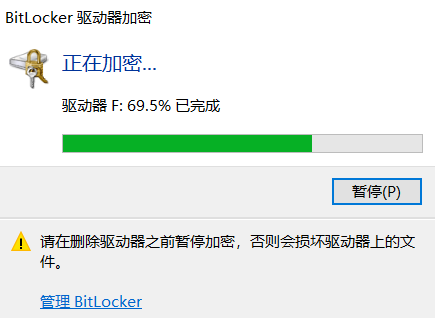 BitLocker 驱动器加密
正在加密...
驱动器 F: 69.5% 已完成
暂停(P)
请在删除驱动器之前暂停加密，否则会损坏驱动器上的文
件。
管理 BitLocker